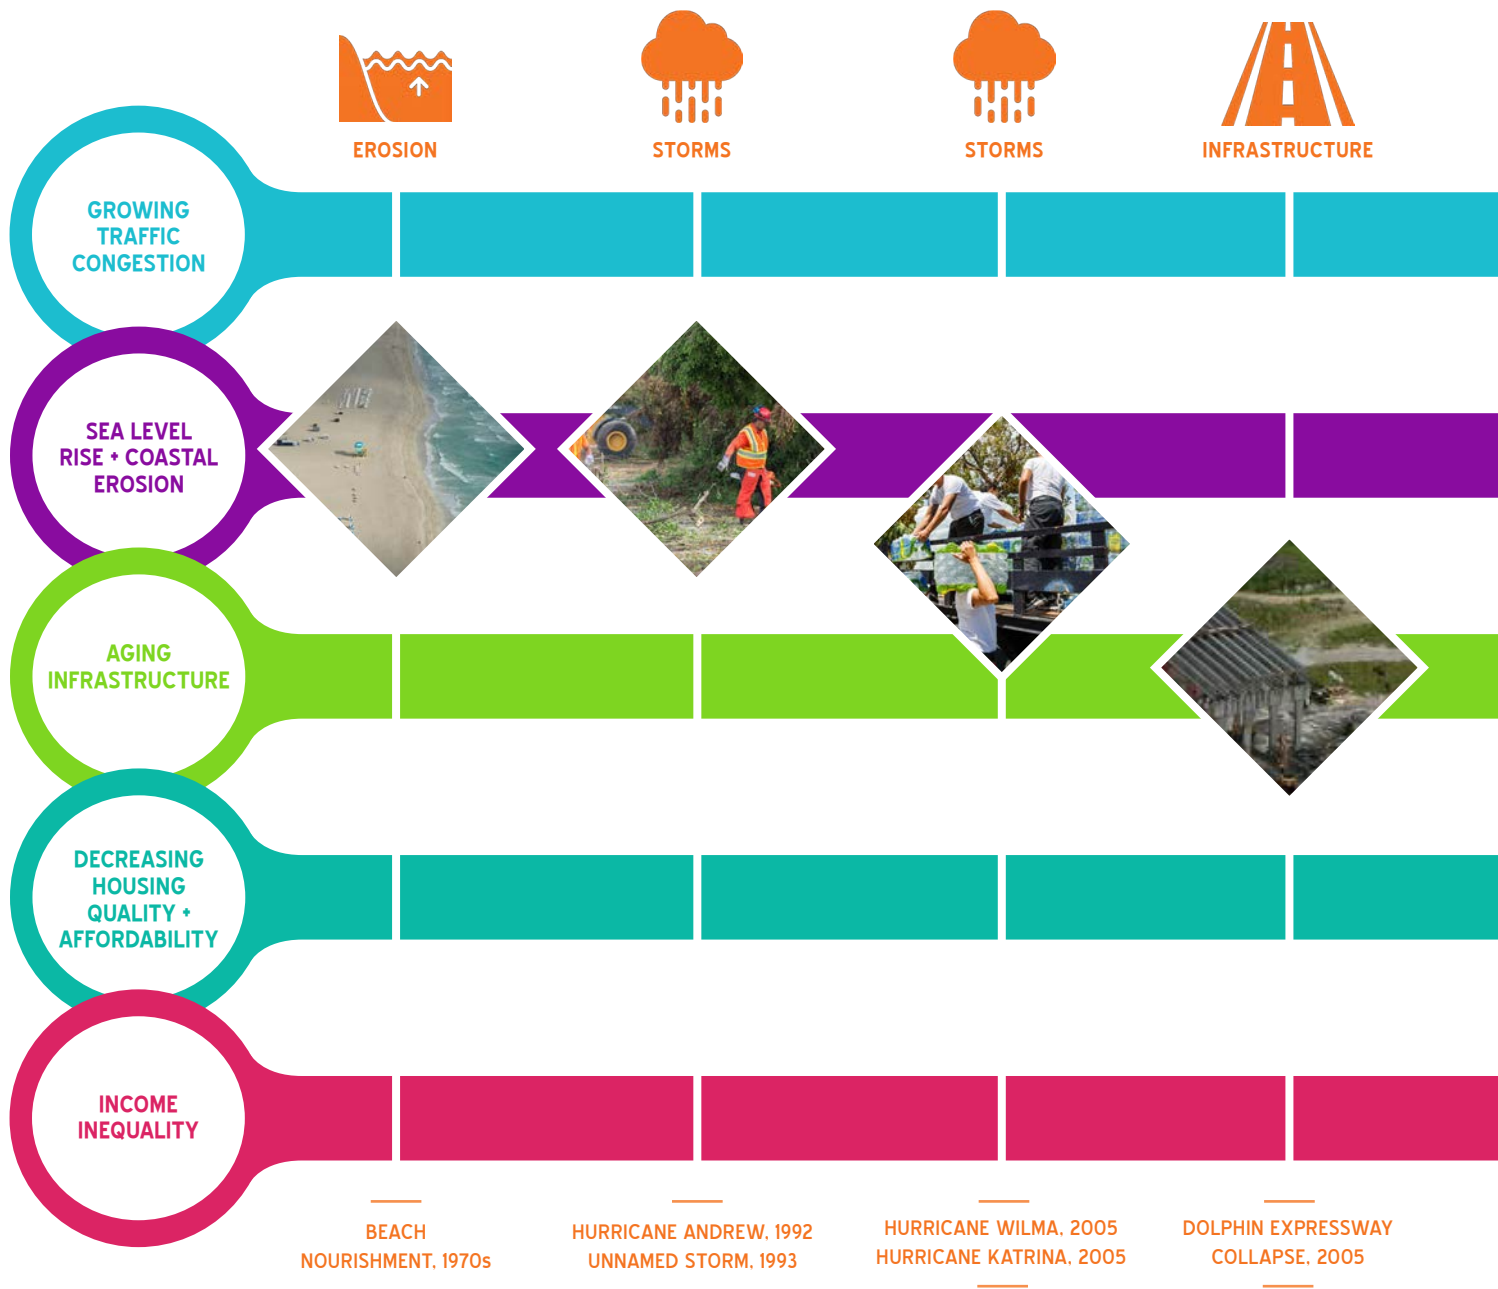 EROSION
STORMS
STORMS
INFRASTRUCTURE
GROWING
TRAFFIC
CONGESTION
SEA LEVEL
RISE + COASTAL
EROSION
AGING
INFRASTRUCTURE
DECREASING
HOUSING
QUALITY +
AFFORDABILITY
INCOME
INEQUALITY
BEACH
NOURISHMENT, 1970s
HURRICANE ANDREW, 1992
UNNAMED STORM, 1993
HURRICANE WILMA, 2005
HURRICANE KATRINA, 2005
DOLPHIN EXPRESSWAY
COLLAPSE, 2005